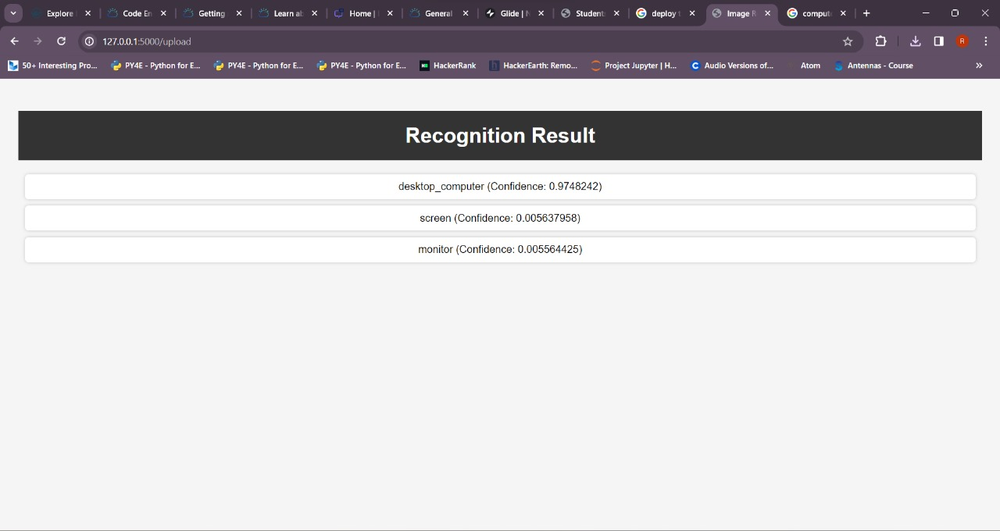 Explore
Code En
Getting
Learn ab
Home |
General
Glide | N
Student
deploy t
Image R
comput
127.0.0.1:5000/upload
R
50+ Interesting Pro...
PY4E - Python for E...
PY4E - Python for E...
PY4E - Python for E...
HackerRank
HackerEarth: Remo...
Project Jupyter | H...
Audio Versions of...
Atom
Antennas - Course
Recognition Result
desktop_computer (Confidence: 0.9748242)
screen (Confidence: 0.005637958)
monitor (Confidence: 0.005564425)